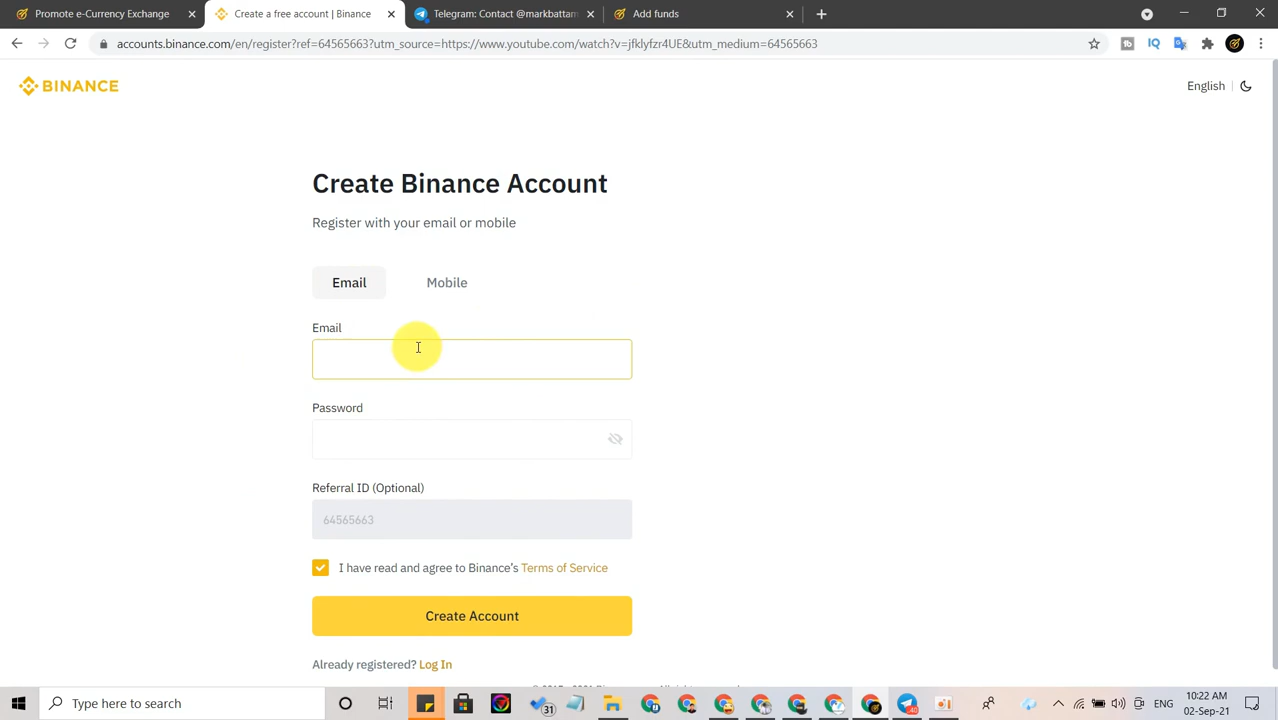 Promote e-Currency Exchange
Create a free account | Binance
Telegram: Contact @markbattam
Add funds
accounts.binance.com/en/register?ref=64565663?utm_source=https://www.youtube.com/watch?v=jfklyfzr4UE&utm_medium=64565663
BINANCE
English
Create Binance Account
Register with your email or mobile
Email
Mobile
Email
Password
Referral ID (Optional)
64565663
I have read and agree to Binance's Terms of Service
Create Account
Already registered? Log In
Type here to search
31
40
ENG
10:22 AM
02-Sep-21